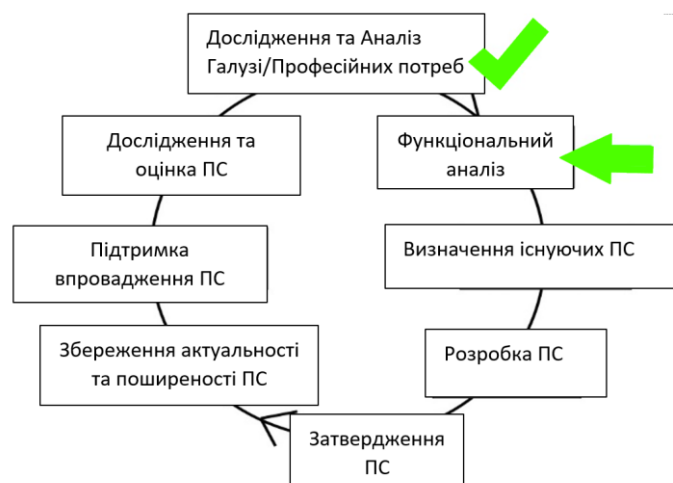 Дослідження та Аналіз
Галузі/Професійних потреб
Функціональний
аналіз
Визначення існуючих ПС
Розробка ПС
Затвердження
ПС
Збереження актуальності
та поширеності ПС
Підтримка
впровадження ПС
Дослідження та
оцінка ПС